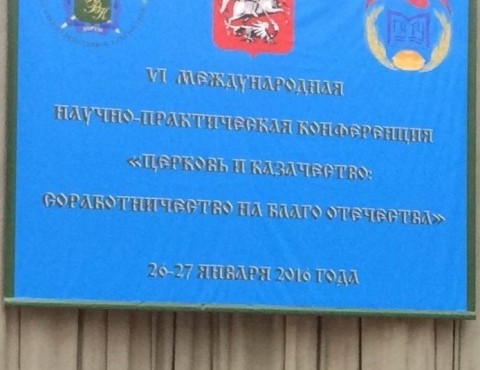 VI МЕЖДУНАРОДНАЯ
НАУЧНО-ПРАКТИЧЕСКАЯ КОНФЕРЕНЦИЯ
«ЦЕРКОВЬ И КАЗАЧЕСТВО:
СОРАБОТНИЧЕСТВО НА БЛАГО ОТЕЧЕСТВА»
26-27 ЯНВАРЯ 2016 ГОДА